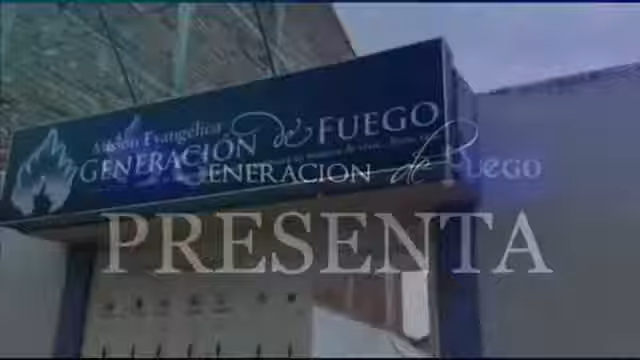 Misión Evangélica
GENERACIÓN de FUEGO
GENERACION de Fuego
PRESENTA